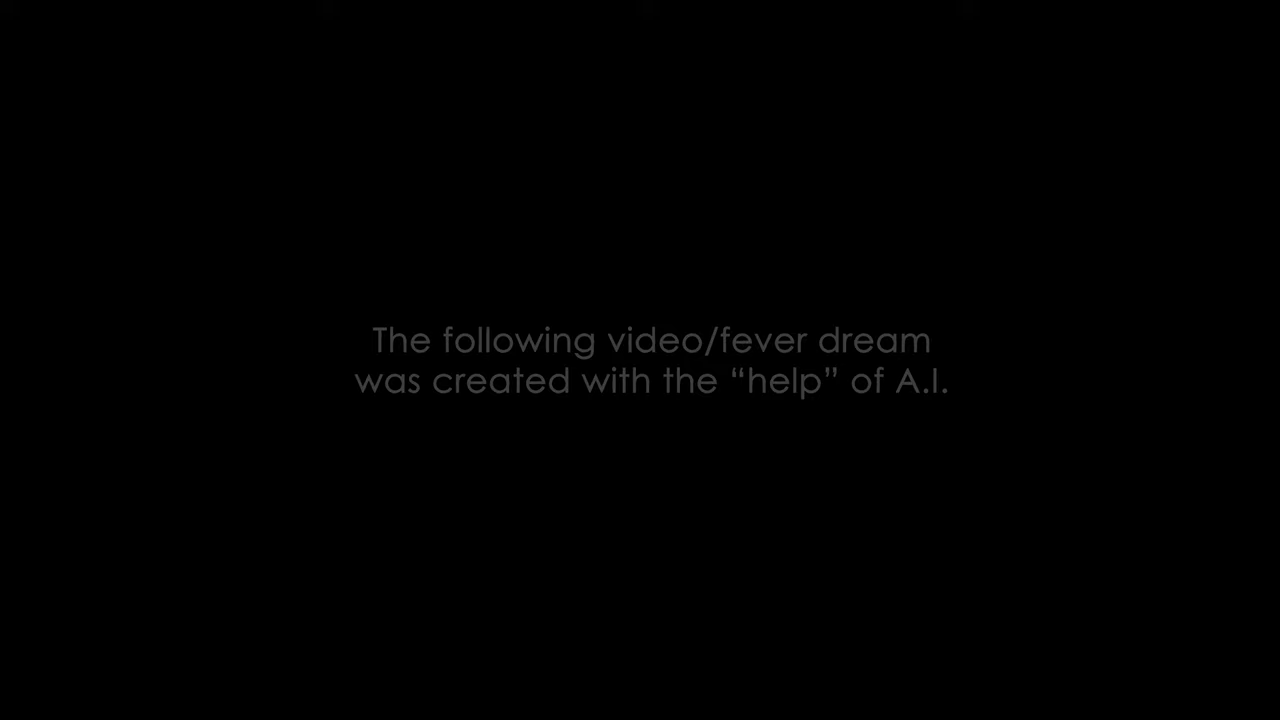 The following video/fever dream
was created with the “help” of A.I.